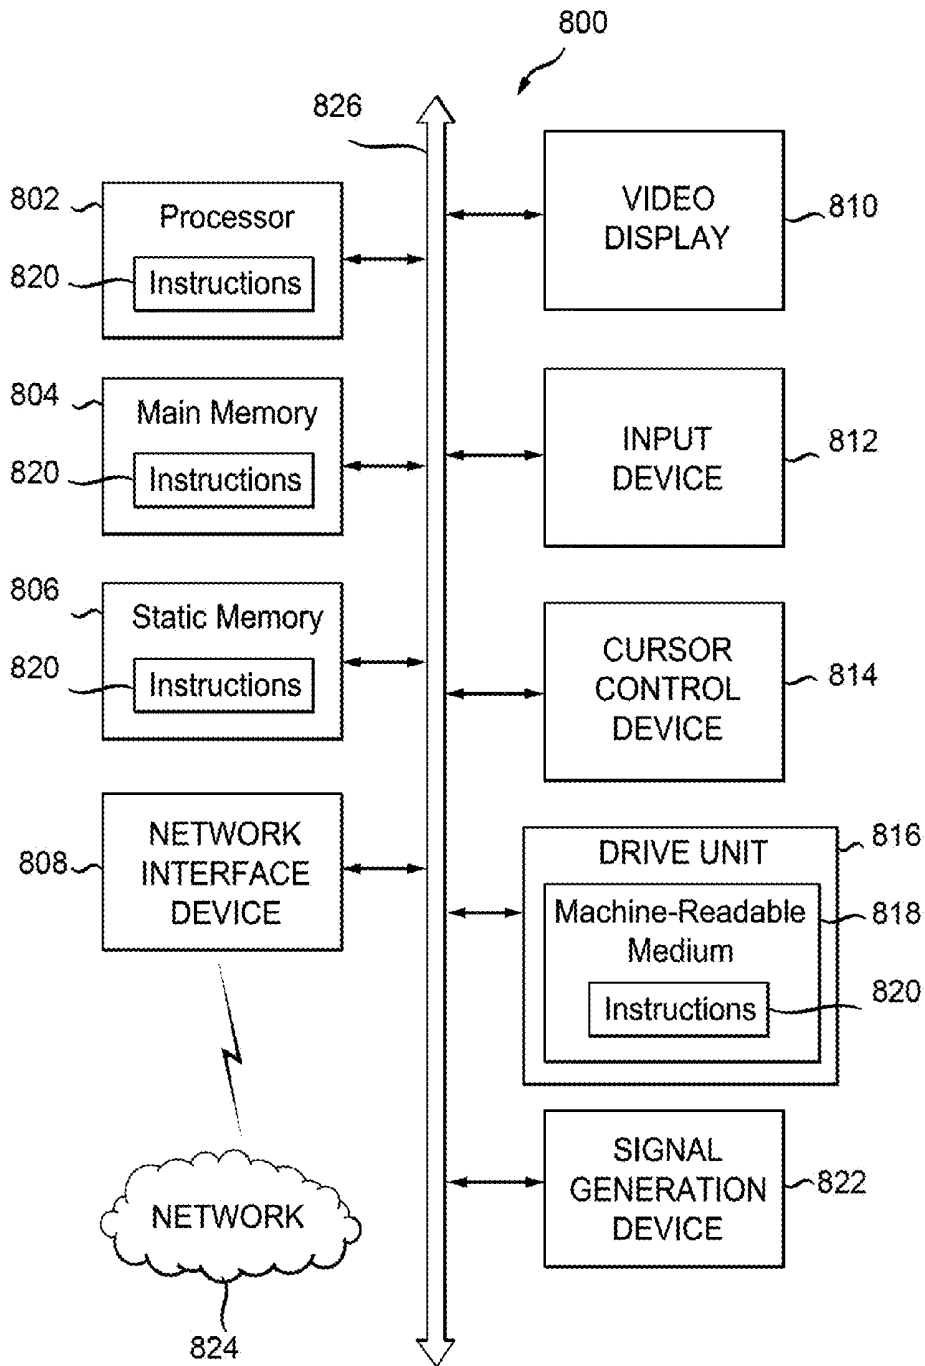 800
826
802
Processor
820
Instructions
VIDEO
DISPLAY
810
804
Main Memory
820
Instructions
INPUT
DEVICE
812
806
Static Memory
820
Instructions
CURSOR
CONTROL
DEVICE
814
808
NETWORK
INTERFACE
DEVICE
DRIVE UNIT
816
Machine-Readable
Medium
818
Instructions
820
NETWORK
824
SIGNAL
GENERATION
DEVICE
822